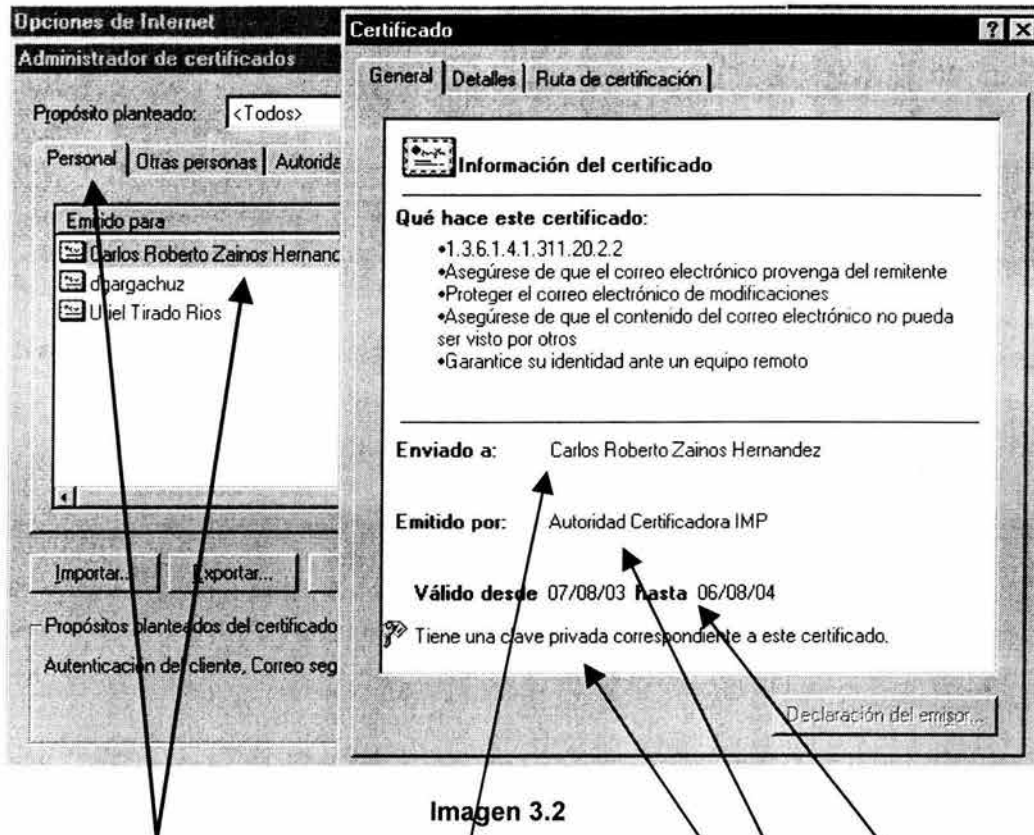 Opciones de Internet
Administrador de certificados
Propósito planteado: <Todos>
Personal Otras personas Autorida
Emitido para
Carlos Roberto Zainos Hernand
dgargachuz
Uriel Tirado Rios
Importar... Exportar...
Propósitos planteados del certificado
Autenticación del cliente, Correo seg
Certificado
General Detalles Ruta de certificación
Información del certificado
Qué hace este certificado:
•1.3.6.1.4.1.311.20.2.2
•Asegúrese de que el correo electrónico provenga del remitente
•Proteger el correo electrónico de modificaciones
•Asegúrese de que el contenido del correo electrónico no pueda
ser visto por otros
•Garantice su identidad ante un equipo remoto
Enviado a: Carlos Roberto Zainos Hernandez
Emitido por: Autoridad Certificadora IMP
Válido desde 07/08/03 hasta 06/08/04
Tiene una clave privada correspondiente a este certificado.
Declaración del emisor...
Imagen 3.2